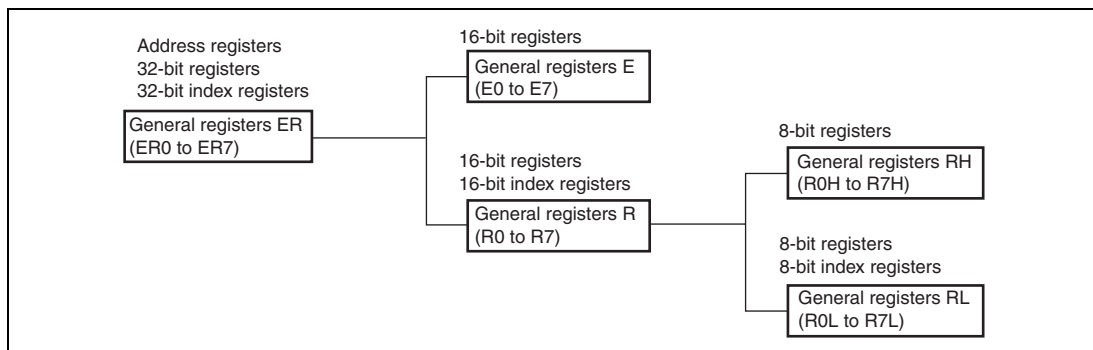 Address registers
32-bit registers
32-bit index registers
General registers ER
(ER0 to ER7)
16-bit registers
General registers E
(E0 to E7)
16-bit registers
16-bit index registers
General registers R
(R0 to R7)
8-bit registers
General registers RH
(R0H to R7H)
8-bit registers
8-bit index registers
General registers RL
(R0L to R7L)